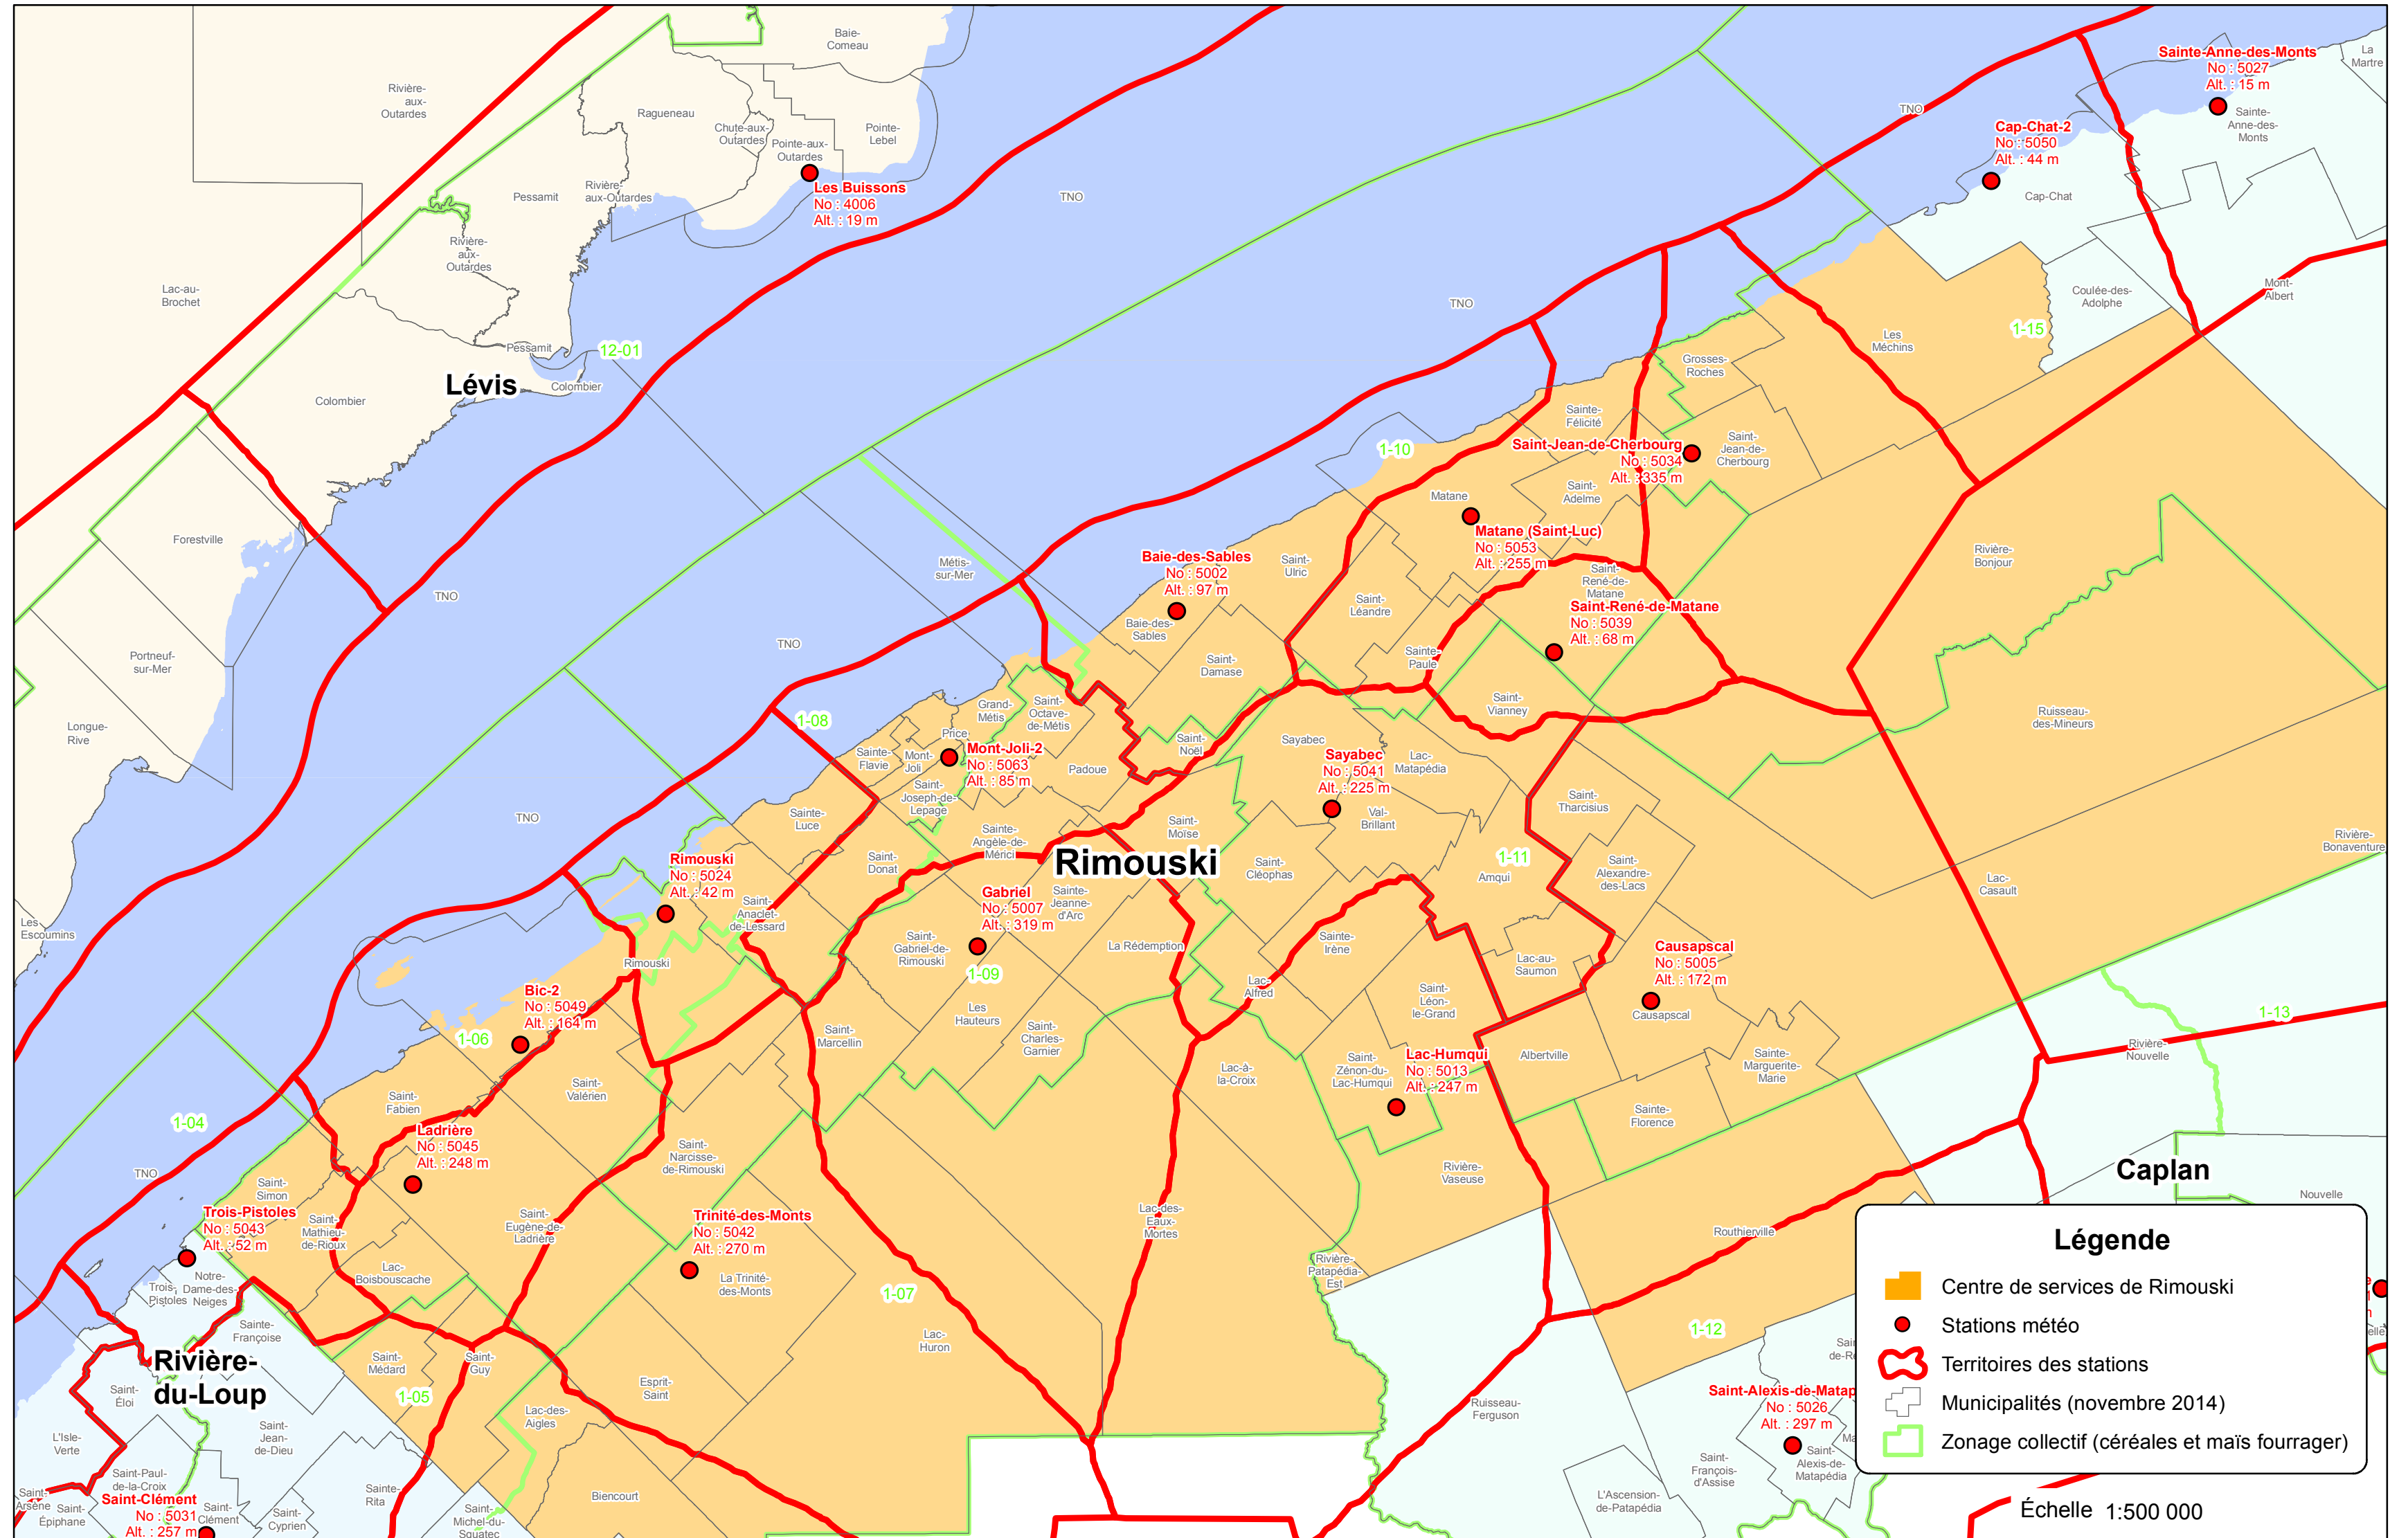 Baie-
Comeau
Rivière-
aux-
Outardes
Ragueneau
Chute-aux-
Outardes
Pointe-aux-
Outardes
Pointe-
Lebel
Les Buissons
No : 4006
Alt. : 19 m
Pessamit
Rivière-
aux-Outardes
Rivière-
aux-
Outardes
Lac-au-
Brochet
Pessamit
12-01
Lévis
Colombier
Colombier
Forestville
Portneuf-
sur-Mer
Longue-
Rive
Les
Escoumins
TNO
TNO
TNO
TNO
TNO
TNO
TNO
Sainte-Anne-des-Monts
No : 5027
Alt. : 15 m
Sainte-
Anne-des-
Monts
La
Martre
Cap-Chat-2
No : 5050
Alt. : 44 m
Cap-Chat
Coulée-des-
Adolphe
Mont-
Albert
1-15
Les
Méchins
Grosses-
Roches
Sainte-
Félicité
1-10
Saint-Jean-de-Cherbourg
No : 5034
Alt. : 335 m
Saint-
Jean-de-
Cherbourg
Saint-
Adelme
Matane
Matane (Saint-Luc)
No : 5053
Alt. : 255 m
Saint-
René-de-
Matane
Saint-René-de-Matane
No : 5039
Alt. : 68 m
Rivière-
Bonjour
Baie-des-Sables
No : 5002
Alt. : 97 m
Baie-des-
Sables
Saint-
Ulric
Saint-
Léandre
Sainte-
Paule
Saint-
Damase
Saint-
Vianney
Métis-
sur-Mer
1-08
Grand-
Métis
Saint-
Octave-
de-Métis
Price
Mont-
Joli
Mont-Joli-2
No : 5063
Alt. : 85 m
Sainte-
Flavie
Saint-
Joseph-de-
Lepage
Padoue
Saint-
Noël
Sayabec
Sayabec
No : 5041
Alt. : 225 m
Lac-
Matapédia
Val-
Brillant
Saint-
Tharcisius
Ruisseau-
des-Mineurs
Rivière-
Bonaventure
Lac-
Casault
Sainte-
Luce
Saint-
Donat
Sainte-
Angèle-de-
Mérici
Saint-
Moïse
Rimouski
Saint-
Cléophas
1-11
Amqui
Saint-
Alexandre-
des-Lacs
Rimouski
No : 5024
Alt. : 42 m
Saint-
Anaclet-
de-Lessard
Rimouski
Gabriel
No : 5007
Alt. : 319 m
Sainte-
Jeanne-
d'Arc
Saint-
Gabriel-de-
Rimouski
1-09
La Rédemption
Sainte-
Irène
Lac-
Alfred
Lac-au-
Saumon
Causapscal
No : 5005
Alt. : 172 m
Causapscal
Saint-
Léon-
le-Grand
Les
Hauteurs
Saint-
Charles-
Garnier
Saint-
Marcellin
Bic-2
No : 5049
Alt. : 164 m
1-06
Saint-
Valérien
Saint-
Fabien
Lac-à-
la-Croix
Saint-
Zénon-du-
Lac-Humqui
Lac-Humqui
No : 5013
Alt. : 247 m
Albertville
Sainte-
Marguerite-
Marie
Sainte-
Florence
Rivière-
Nouvelle
1-13
Caplan
Nouvelle
1-04
Ladrière
No : 5045
Alt. : 248 m
Saint-
Narcisse-
de-Rimouski
Rivière-
Vaseuse
Saint-
Simon
Trois-Pistoles
No : 5043
Alt. : 52 m
Saint-
Mathieu-
de-Rioux
Saint-
Eugène-de-
Ladrière
Trinité-des-Monts
No : 5042
Alt. : 270 m
La Trinité-
des-Monts
Lac-des-
Eaux-
Mortes
Rivière-
Patapédia-
Est
Routhierville
Trois-
Pistoles
Notre-
Dame-des-
Neiges
Lac-
Boisbouscache
1-07
Lac-
Huron
1-12
Sainte-
Françoise
Rivière-
du-Loup
Saint-
Médard
Saint-
Guy
1-05
Esprit-
Saint
Lac-des-
Aigles
Saint-
Éloi
L'Isle-
Verte
Saint-
Jean-
de-Dieu
Saint-Paul-
de-la-Croix
Saint-
Arsène
Saint-
Épiphane
Saint-Clément
No : 5031
Alt. : 257 m
Saint-
Clément
Saint-
Cyprien
Sainte-
Rita
Saint-
Michel-du-
Squatec
Biencourt
Ruisseau-
Ferguson
Saint-Alexis-de-Matap
No : 5026
Alt. : 297 m
Saint-
Alexis-de-
Matapédia
Saint-
François-
d'Assise
L'Ascension-
de-Patapédia
Légende
Centre de services de Rimouski
Stations météo
Territoires des stations
Municipalités (novembre 2014)
Zonage collectif (céréales et maïs fourrager)
Échelle 1:500 000